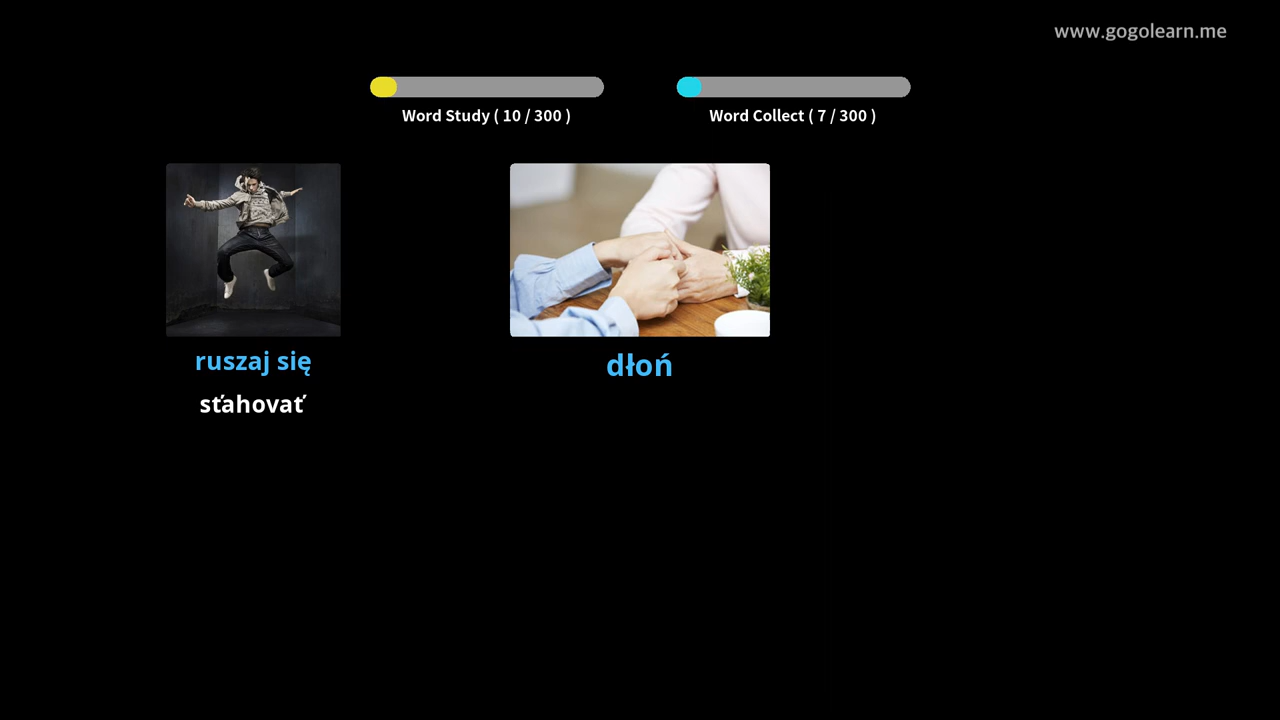 www.gogolearn.me
Word Study ( 10 / 300 )
Word Collect ( 7 / 300 )
ruszaj się
sťahovať
dłoń